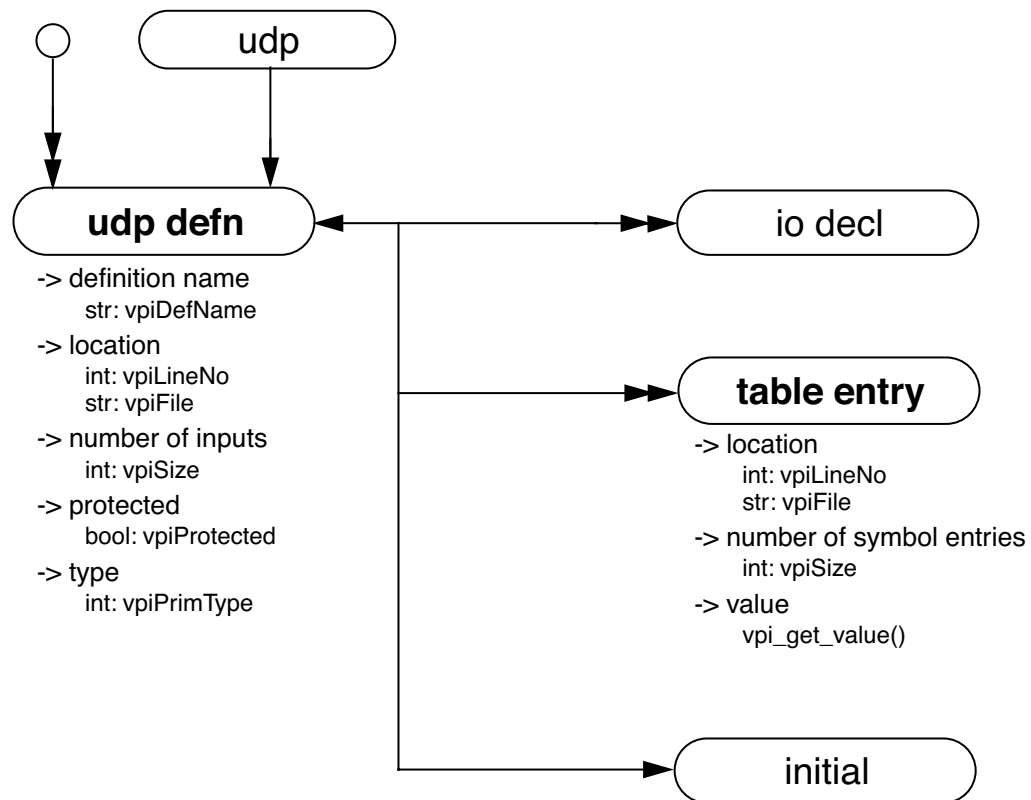 udp
udp defn
-> definition name
str: vpiDefName
-> location
int: vpiLineNo
str: vpiFile
-> number of inputs
int: vpiSize
-> protected
bool: vpiProtected
-> type
int: vpiPrimType
io decl
table entry
-> location
int: vpiLineNo
str: vpiFile
-> number of symbol entries
int: vpiSize
-> value
vpi_get_value()
initial